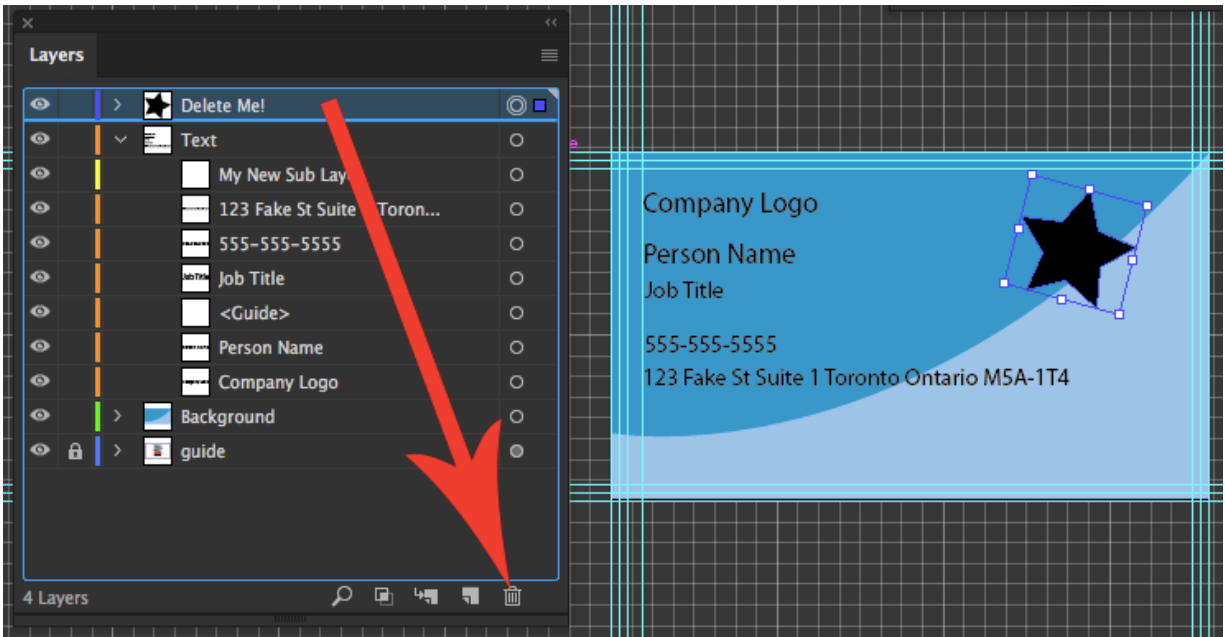 Layers
Delete Me!
Text
My New Sub Lay
123 Fake St Suite Toron...
555-555-5555
Job Title
<Guide>
Person Name
Company Logo
Background
guide
4 Layers
e
Company Logo
Person Name
Job Title
555-555-5555
123 Fake St Suite 1 Toronto Ontario M5A-1T4